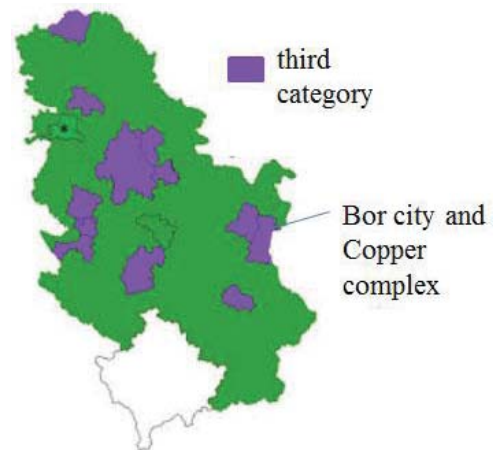 third
category
Bor city and
Copper
complex